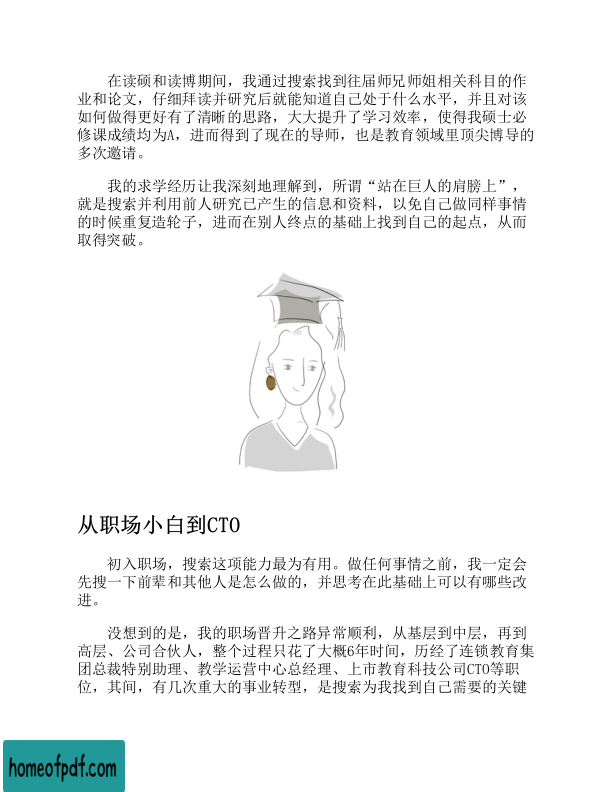 在读硕和读博期间，我通过搜索找到往届师兄师姐相关科目的作
业和论文，仔细拜读并研究后就能知道自己处于什么水平，并且对该
如何做得更好有了清晰的思路，大大提升了学习效率，使得我硕士必
修课成绩均为A，进而得到了现在的导师，也是教育领域里顶尖博导的
多次邀请。
我的求学经历让我深刻地理解到，所谓“站在巨人的肩膀上”，
就是搜索并利用前人研究已产生的信息和资料，以免自己做同样事情
的时候重复造轮子，进而在别人终点的基础上找到自己的起点，从而
取得突破。
从职场小白到CTO
初入职场，搜索这项能力最为有用。做任何事情之前，我一定会
先搜一下前辈和其他人是怎么做的，并思考在此基础上可以有哪些改
进。
没想到的是，我的职场晋升之路异常顺利，从基层到中层，再到
高层、公司合伙人，整个过程只花了大概6年时间，历经了连锁教育集
团总裁特别助理、教学运营中心总经理、上市教育科技公司CTO等职
位，其间，有几次重大的事业转型，是搜索为我找到自己需要的关键
homeofpdf.com